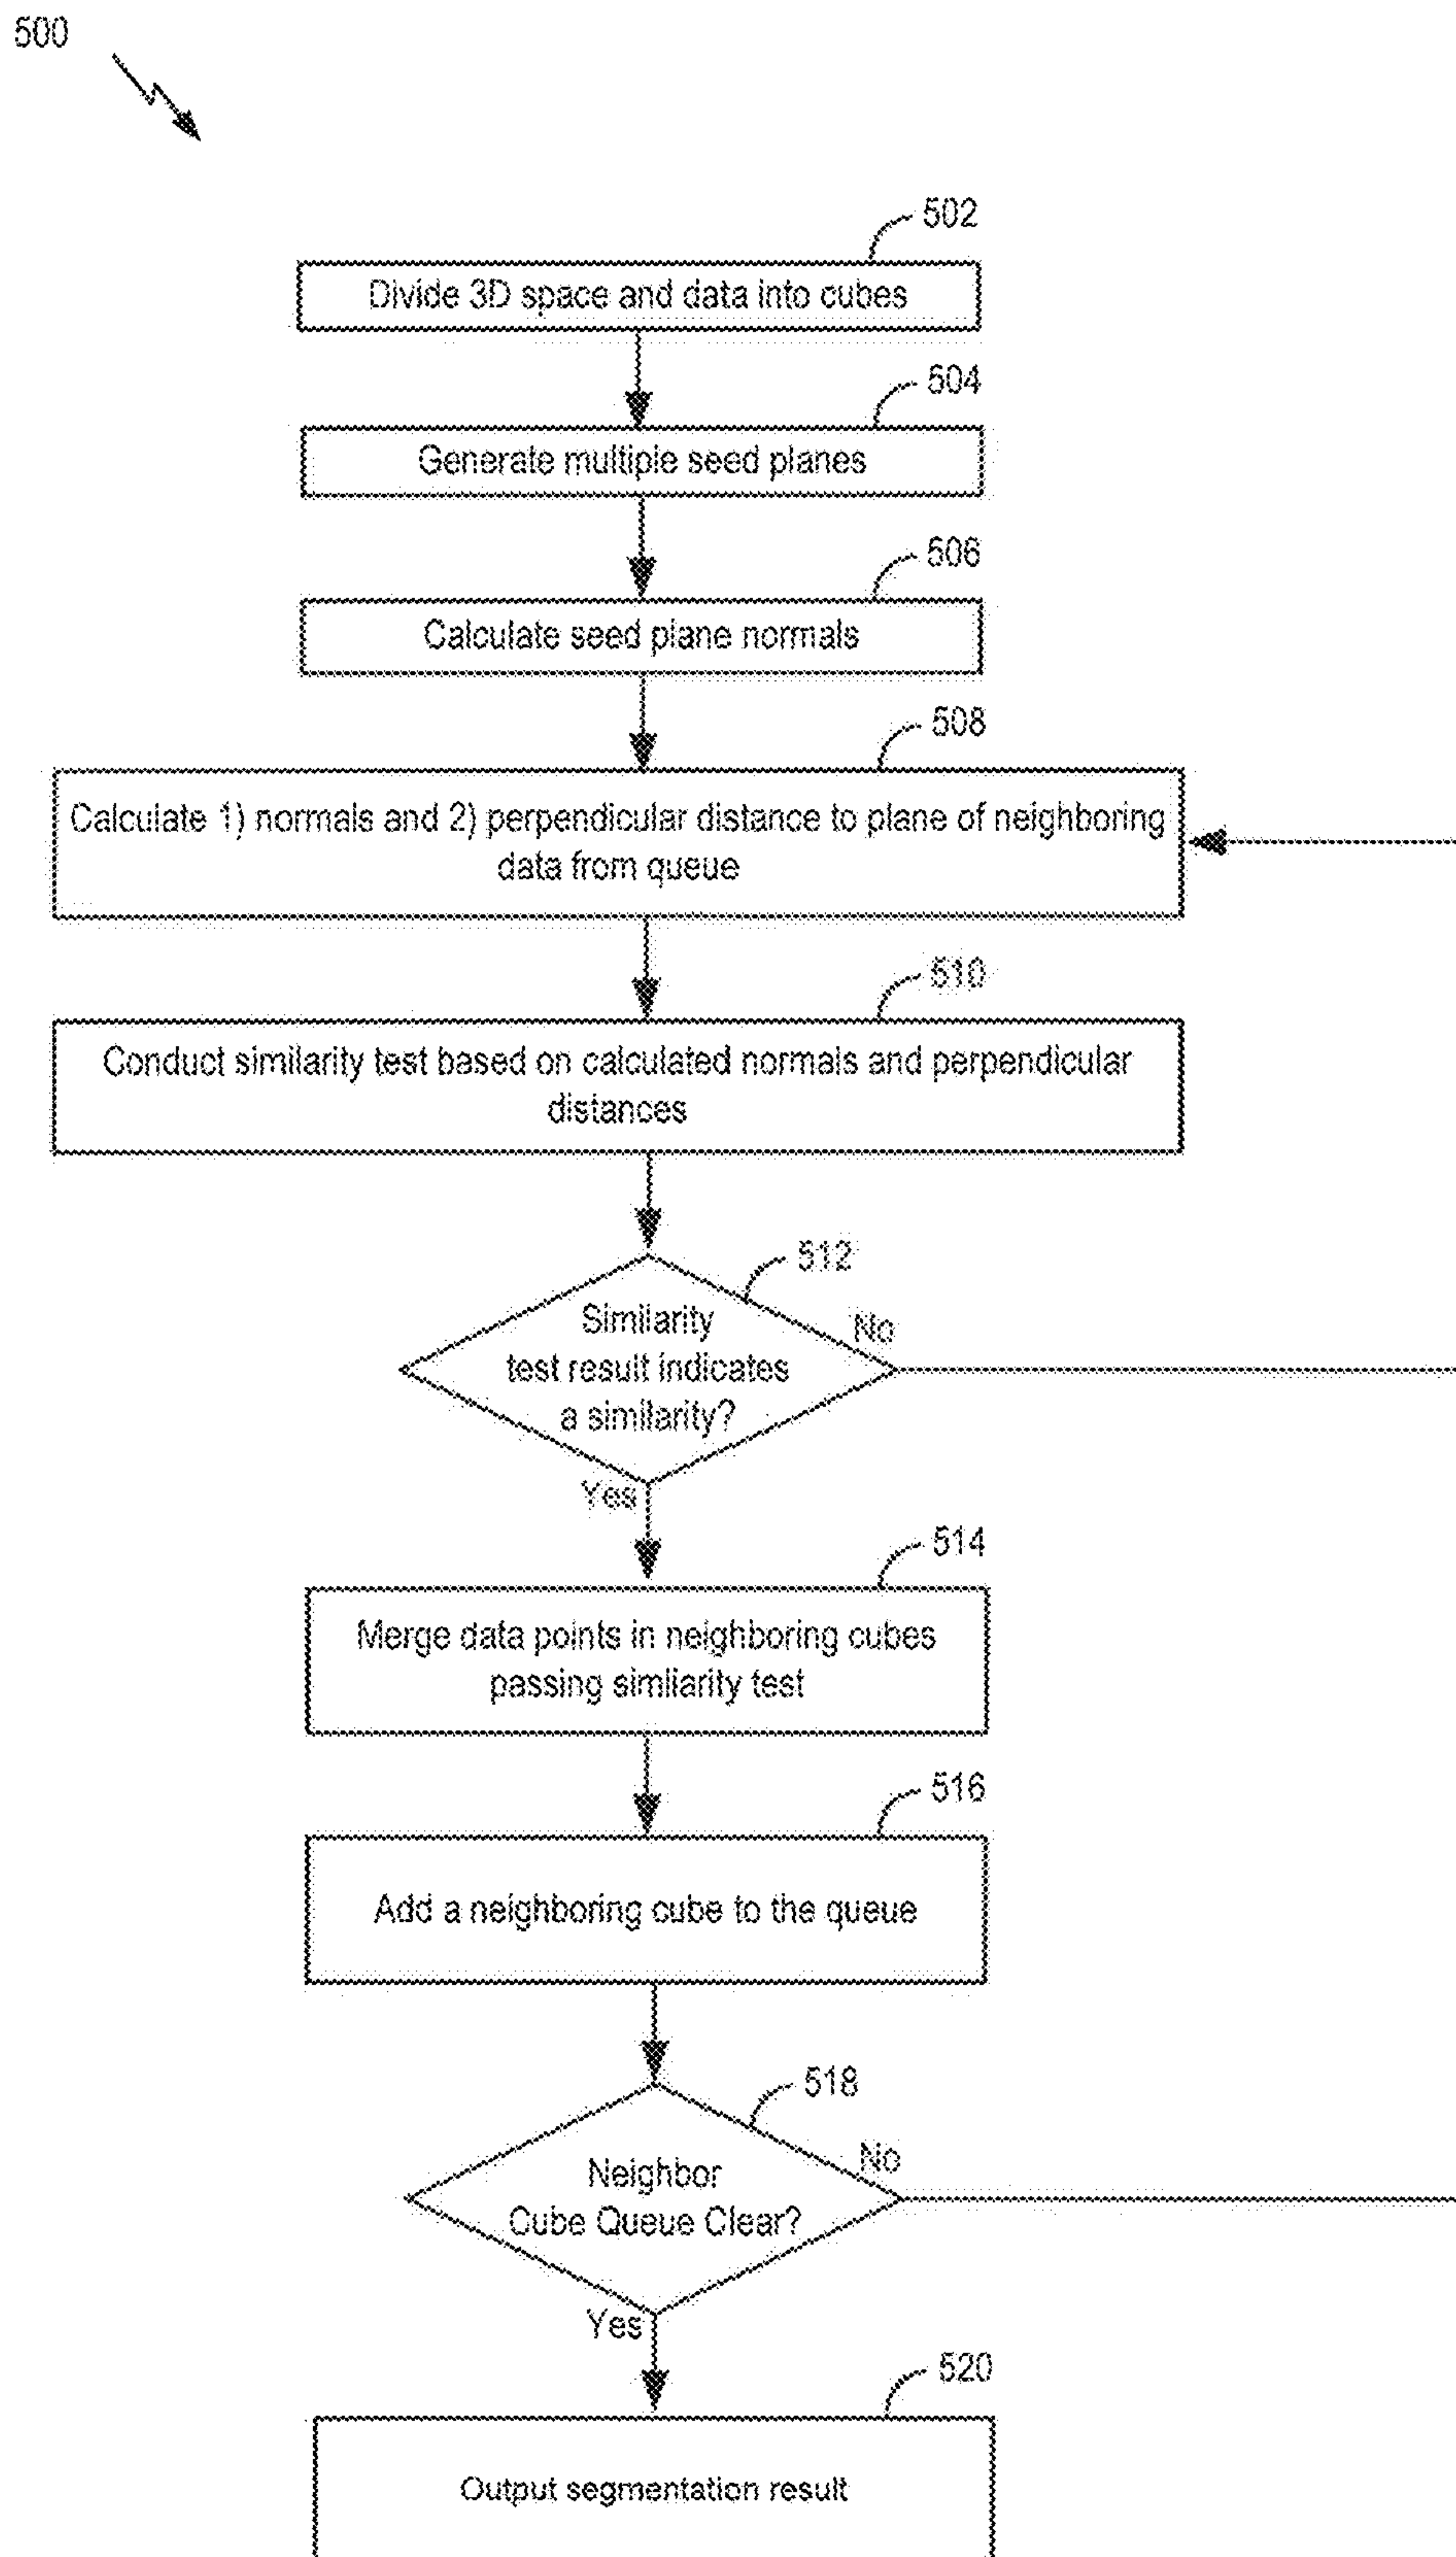 500
502
Divide 3D space and data into cubes
504
Generate multiple seed planes
506
Calculate seed plane normals
508
Calculate 1) normals and 2) perpendicular distance to plane of neighboring
data from queue
510
Conduct similarity test based on calculated normals and perpendicular
distances
512
Similarity
test result indicates
a similarity?
No
Yes
514
Merge data points in neighboring cubes
passing similarity test
516
Add a neighboring cube to the queue
518
Neighbor
Cube Queue Clear?
No
Yes
520
Output segmentation result